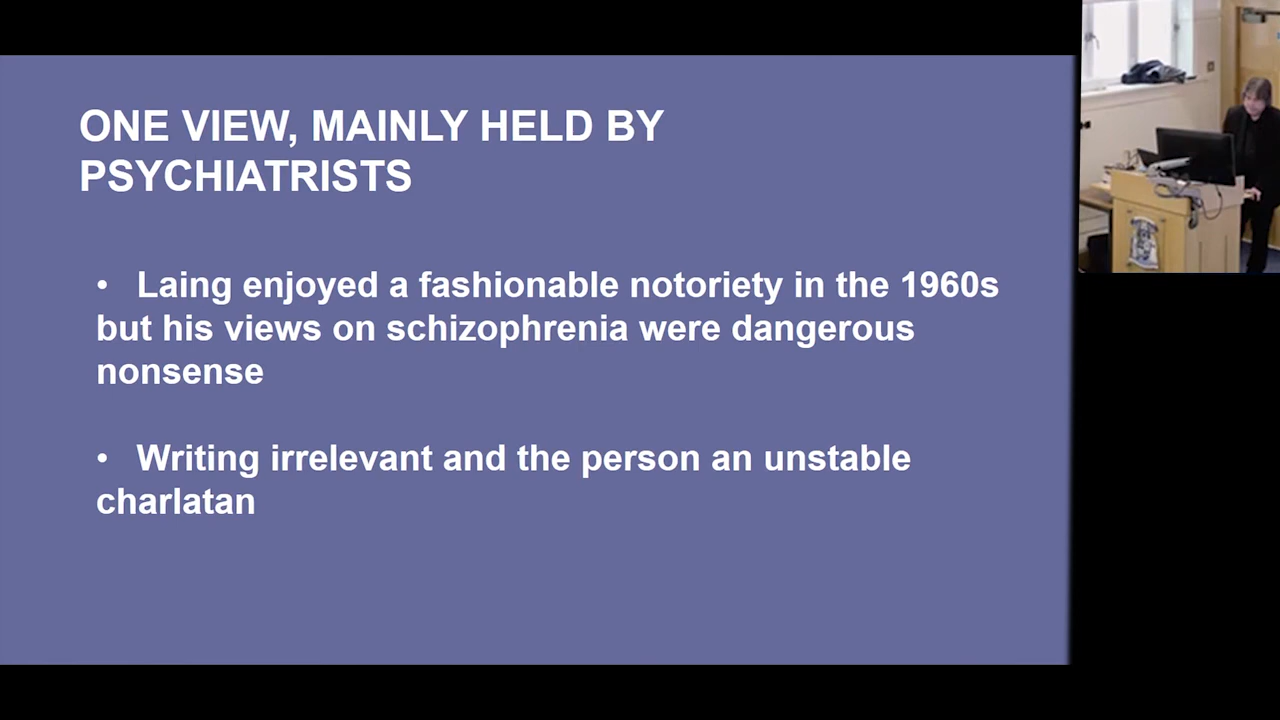 ONE VIEW, MAINLY HELD BY
PSYCHIATRISTS
• Laing enjoyed a fashionable notoriety in the 1960s
but his views on schizophrenia were dangerous
nonsense
• Writing irrelevant and the person an unstable
charlatan